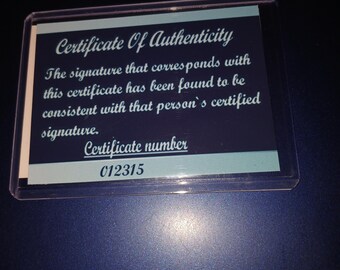 Certificate Of Authenticity
The signature that corresponds with
this certificate has been found to be
consistent with that person`s certified
signature.
Certificate number
012315